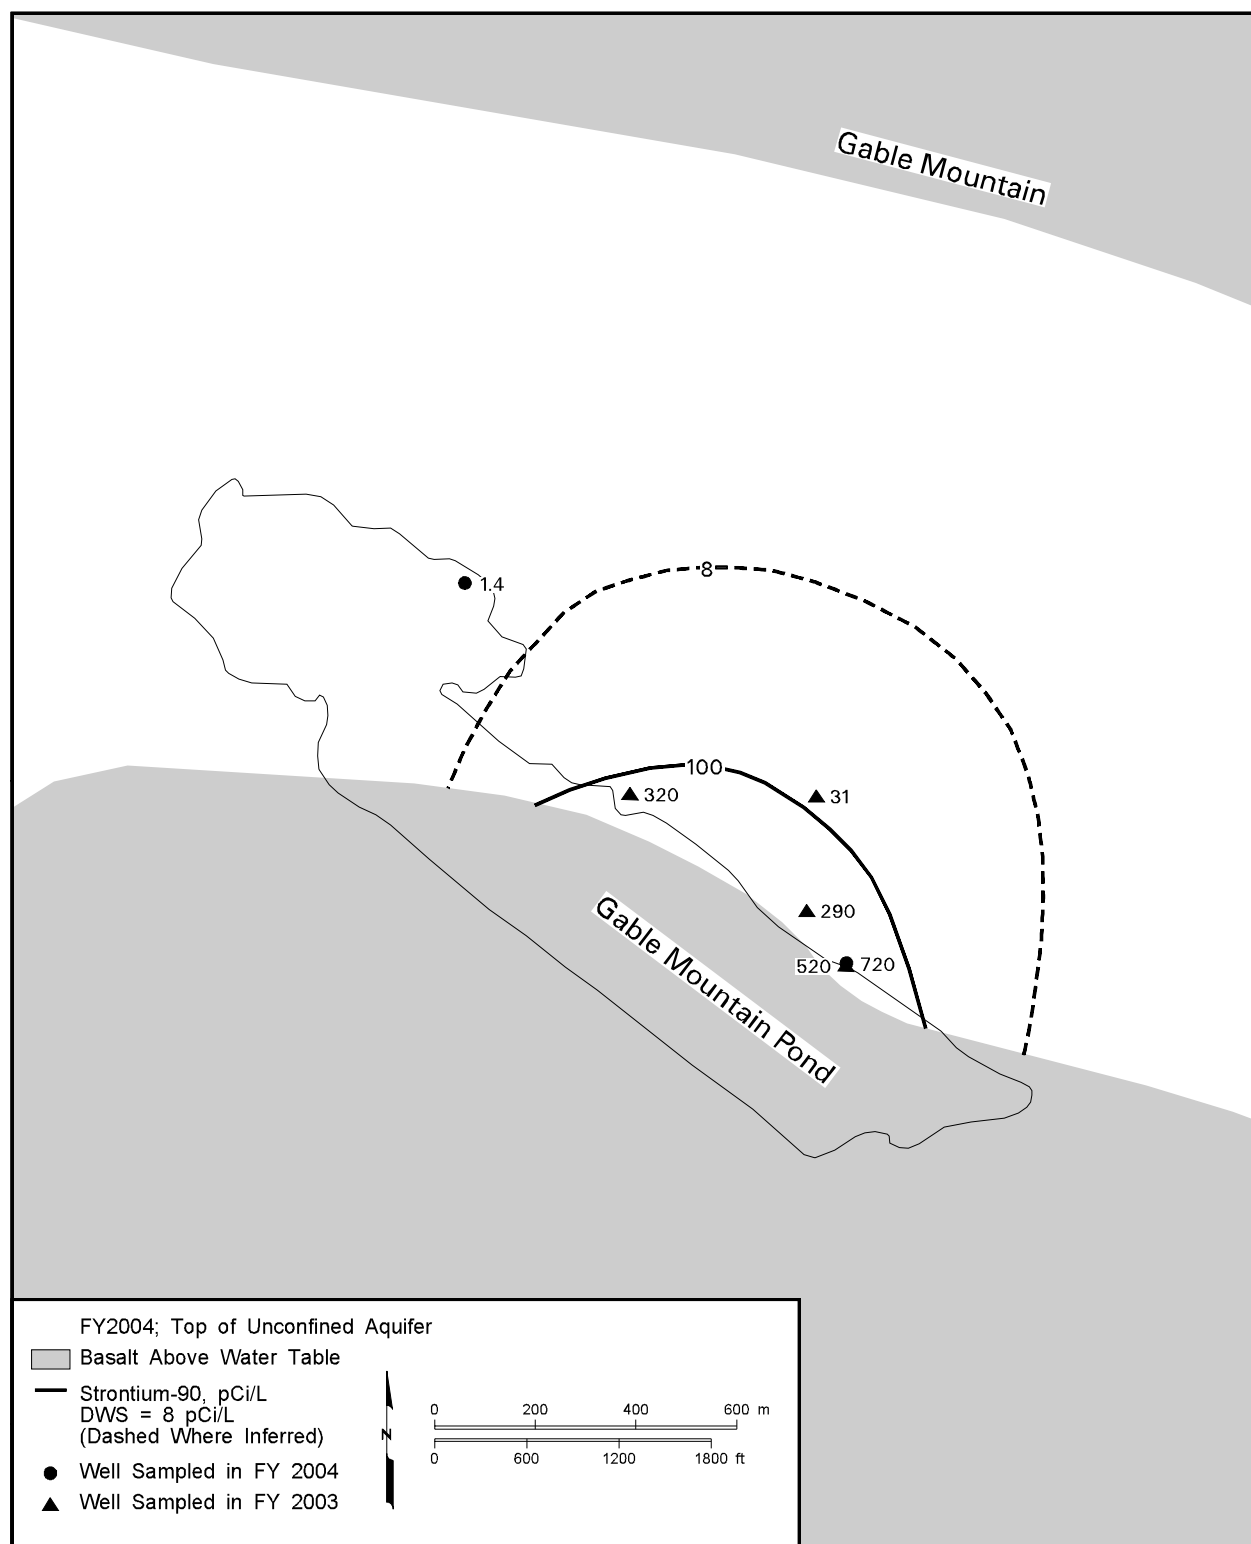 Gable Mountain
1.4
8
100
320
31
290
520
720
Gable Mountain Pond
FY2004; Top of Unconfined Aquifer
Basalt Above Water Table
Strontium-90, pCi/L
DWS = 8 pCi/L
(Dashed Where Inferred)
Well Sampled in FY 2004
Well Sampled in FY 2003
N
0 200 400 600 m
0 600 1200 1800 ft